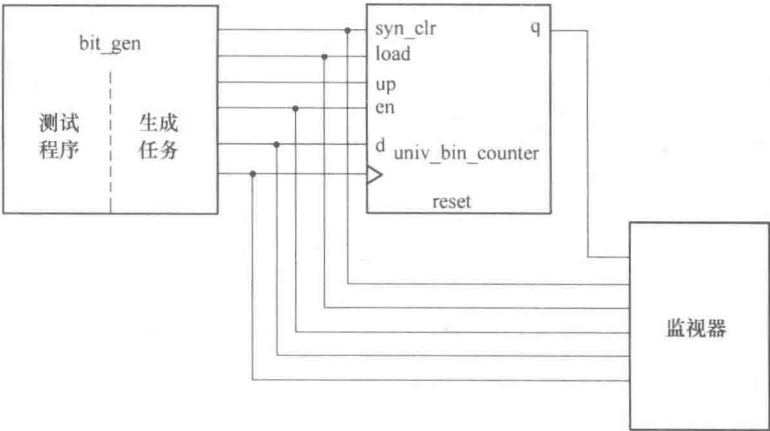 bit_gen
测试
程序
生成
任务
syn_clr
load
up
en
d
univ_bin_counter
reset
q
监视器